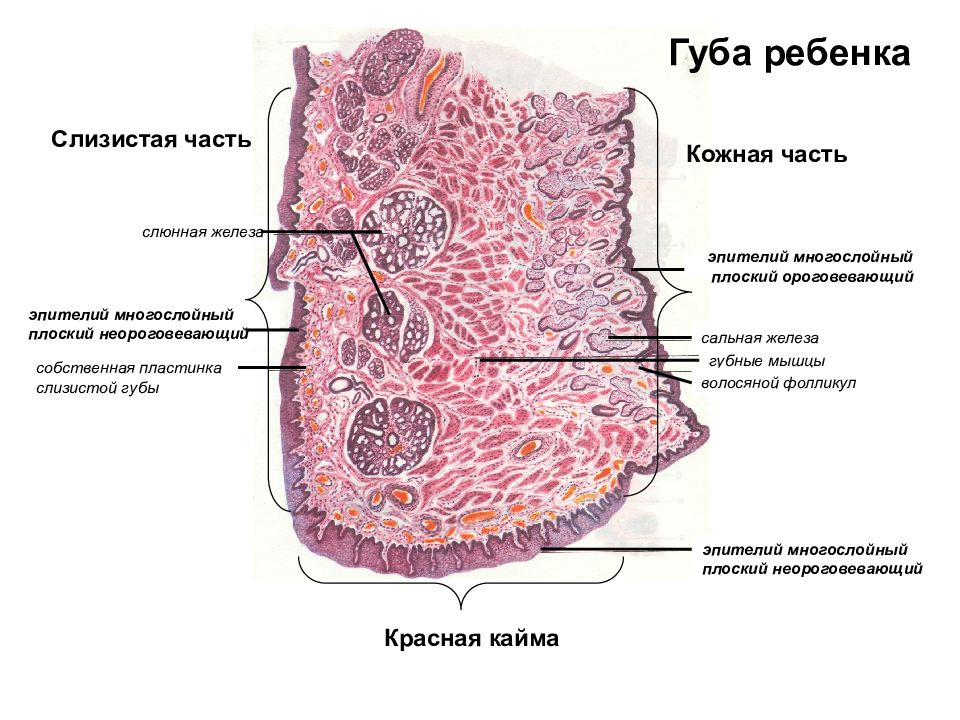 Губа ребенка
Слизистая часть
Кожная часть
слюнная железа
эпителий многослойный
плоский ороговевающий
эпителий многослойный
плоский неороговевающий
сальная железа
губные мышцы
собственная пластинка
слизистой губы
волосяной фолликул
эпителий многослойный
плоский неороговевающий
Красная кайма